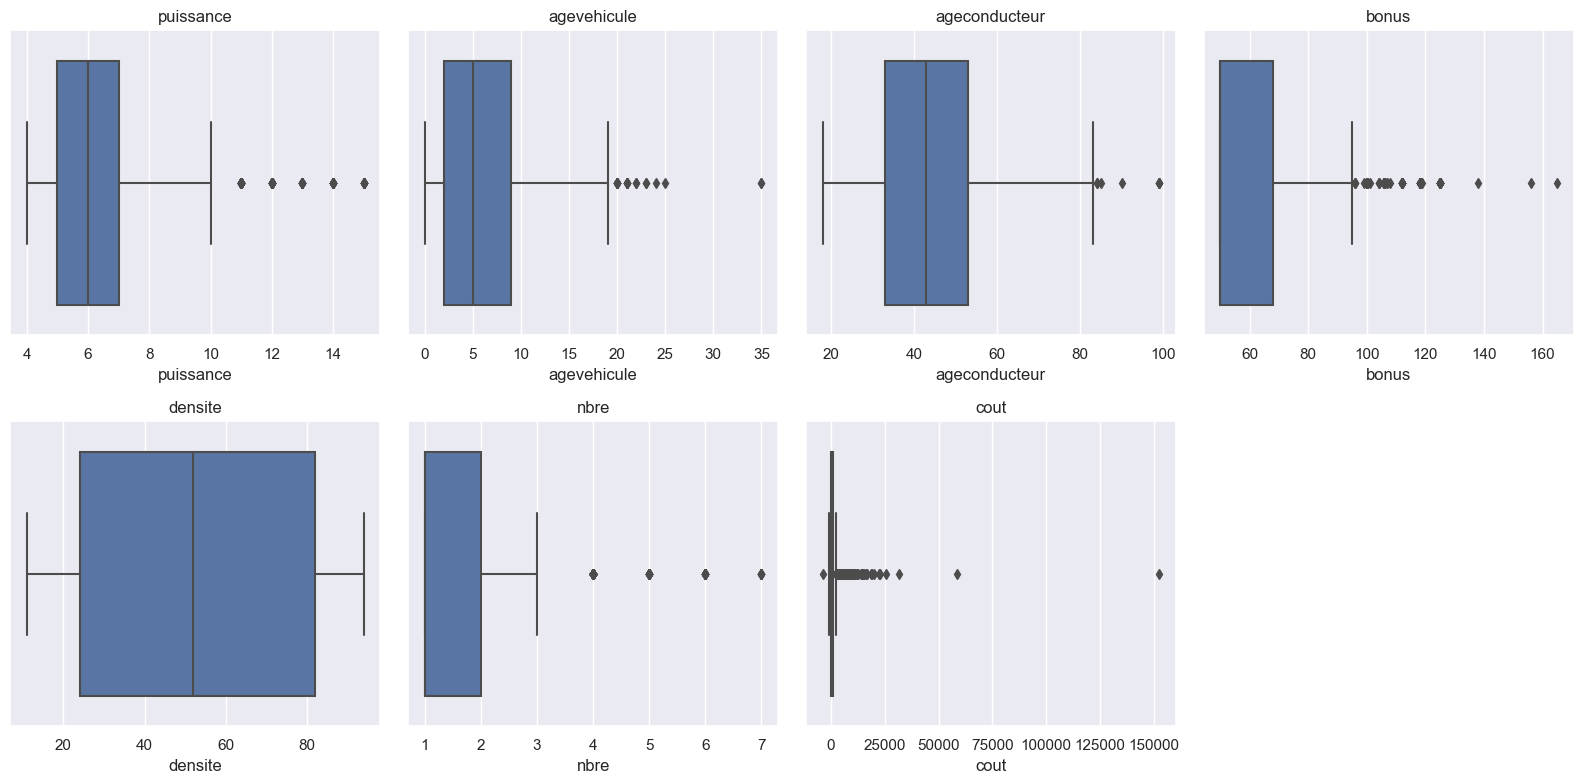 puissance agevehicule ageconducteur bonus
4 6 8 10 12 14 0 5 10 15 20 25 30 35 20 40 60 80 100 60 80 100 120 140 160
puissance agevehicule ageconducteur bonus
densite nbre cout
20 40 60 80 1 2 3 4 5 6 7 0 25000 50000 75000 100000 125000 150000
densite nbre cout